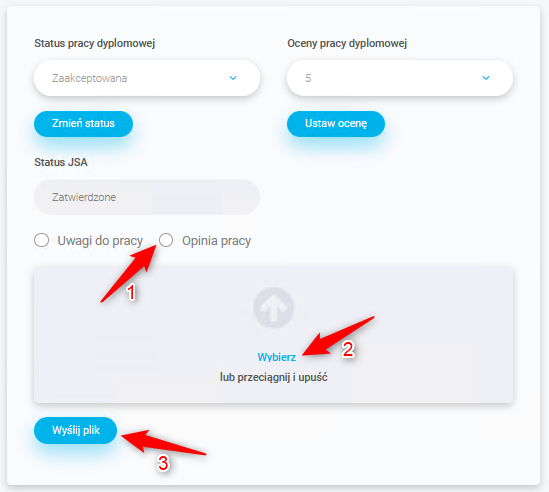 Status pracy dyplomowej
Oceny pracy dyplomowej
Zaakceptowana
5
Zmień status
Ustaw ocenę
Status JSA
Zatwierdzone
Uwagi do pracy
Opinia pracy
1
Wybierz
2
lub przeciągnij i upuść
Wyślij plik
3